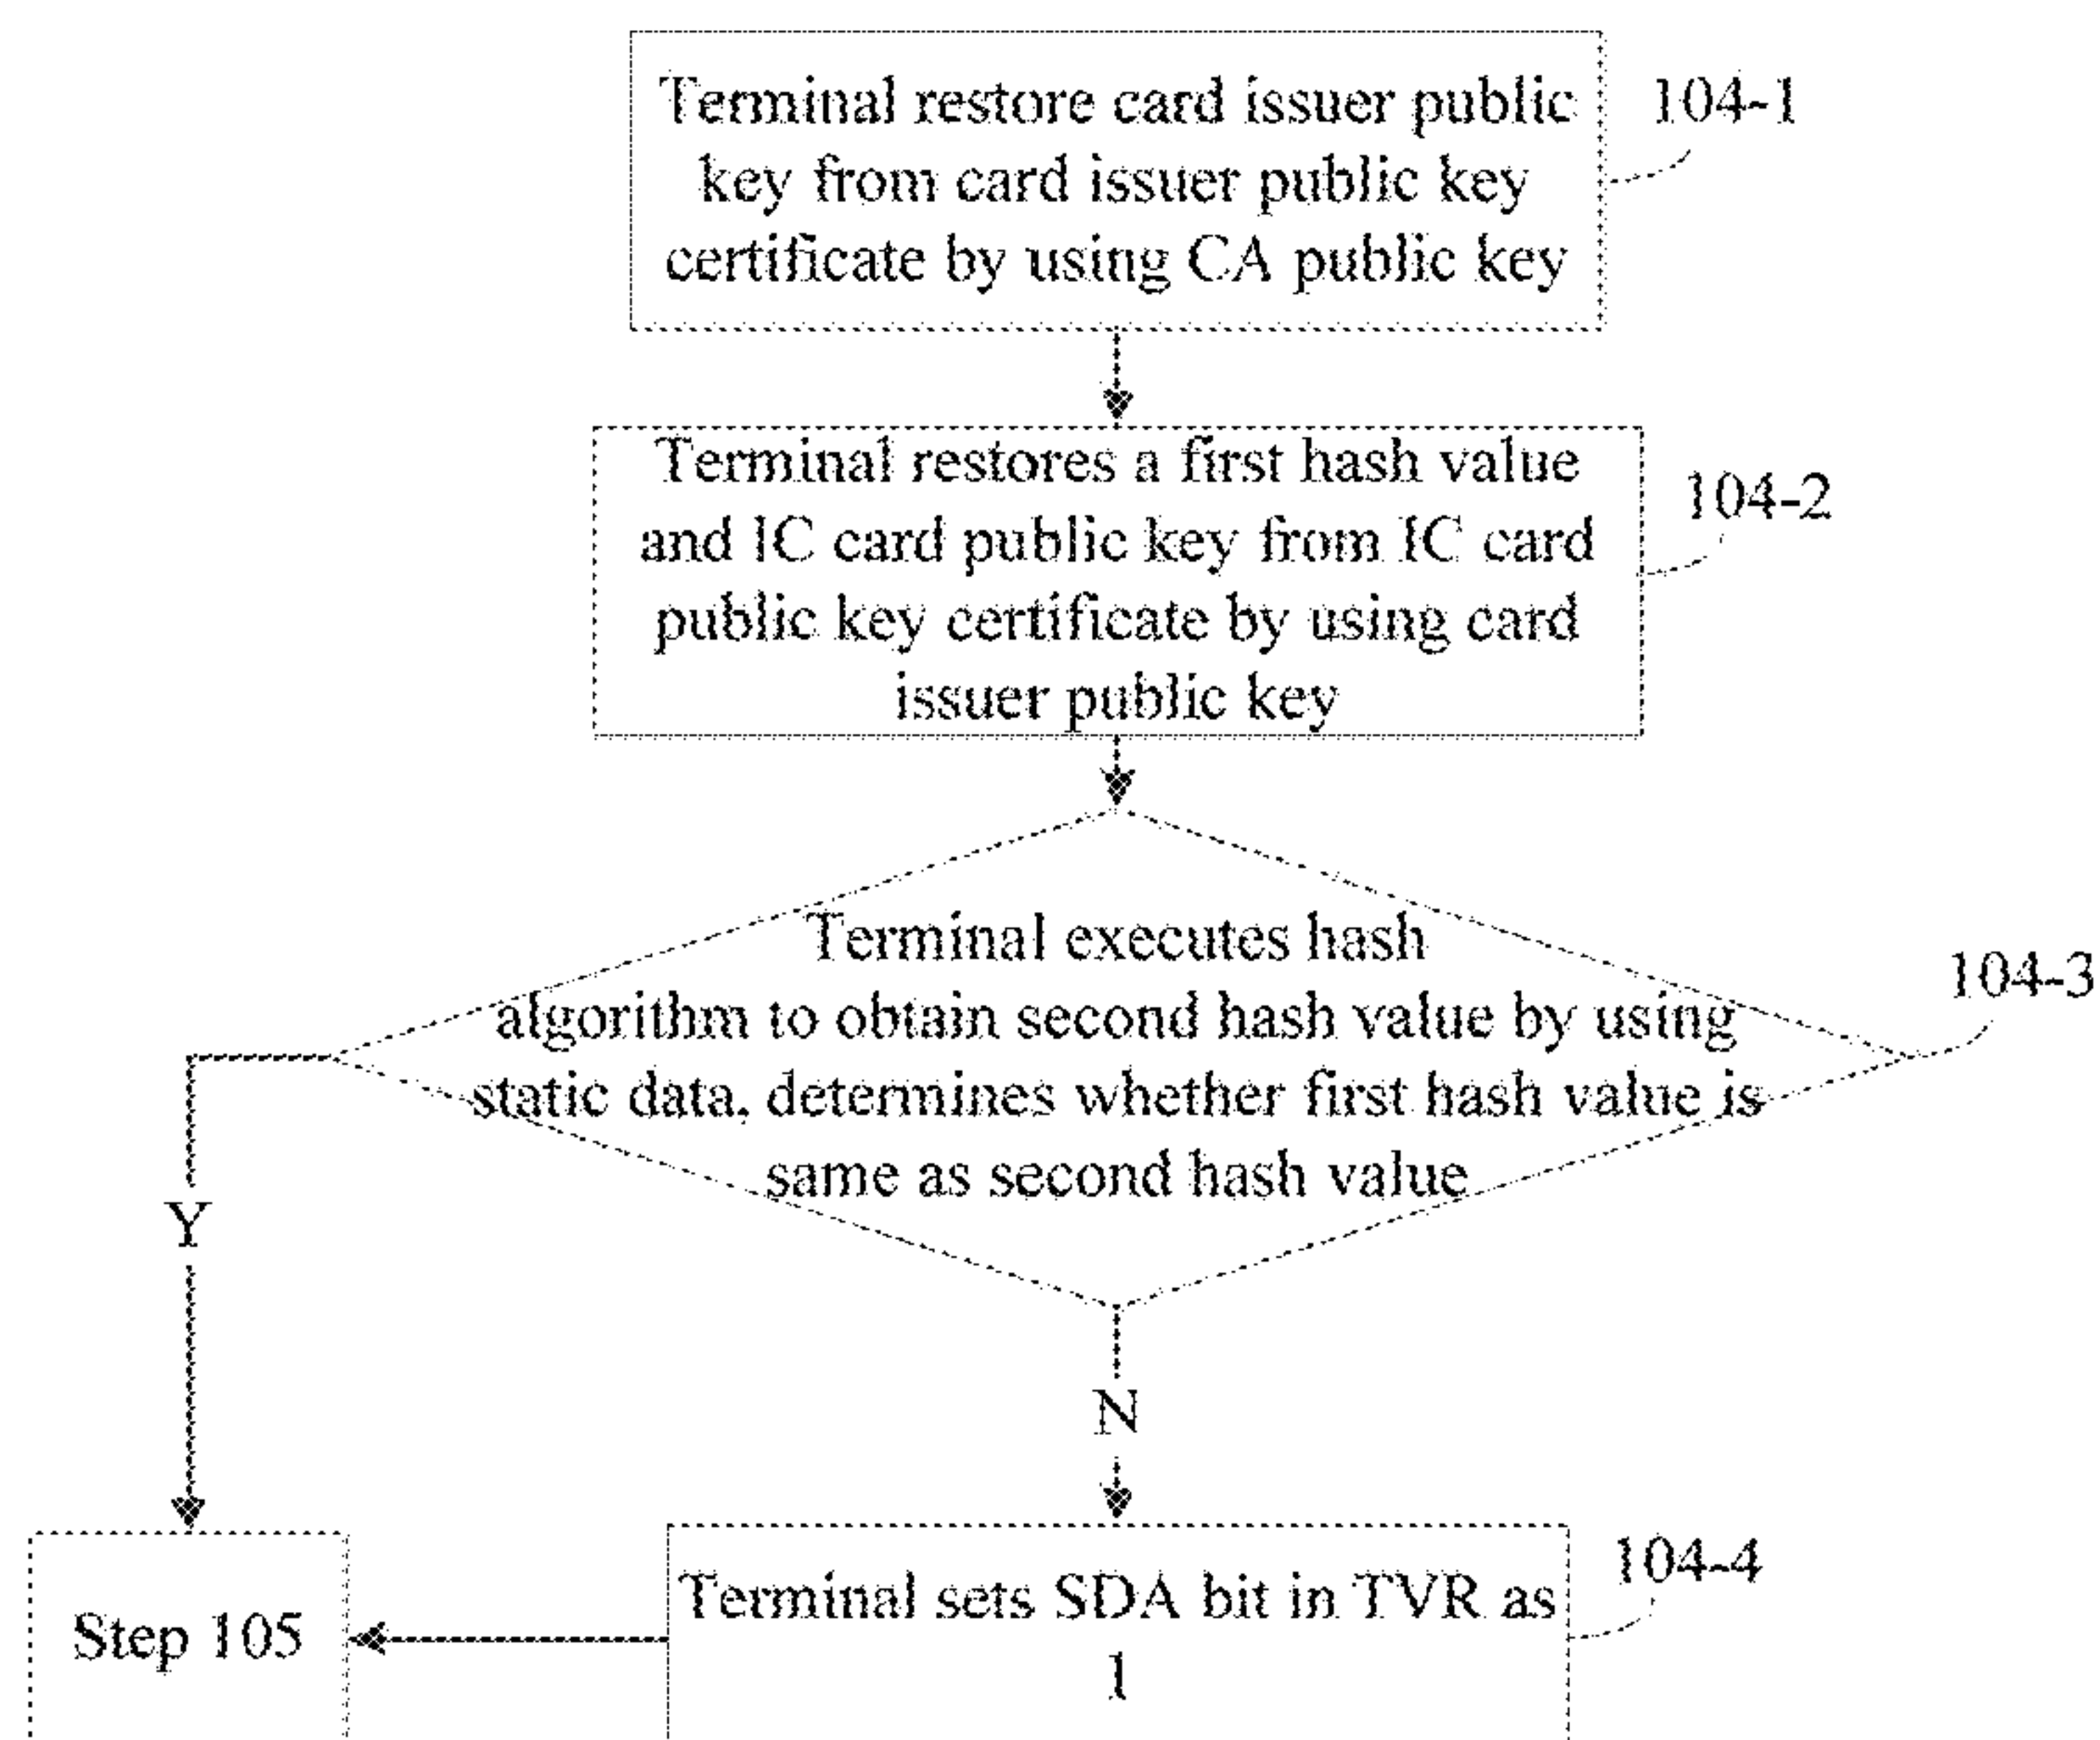 Terminal restore card issuer public
key from card issuer public key
certificate by using CA public key
104-1
Terminal restores a first hash value
and IC card public key from IC card
public key certificate by using card
issuer public key
104-2
Terminal executes hash
algorithm to obtain second hash value by using
static data, determines whether first hash value is
same as second hash value
104-3
Y
N
Step 105
Terminal sets SDA bit in TVR as
1
104-4